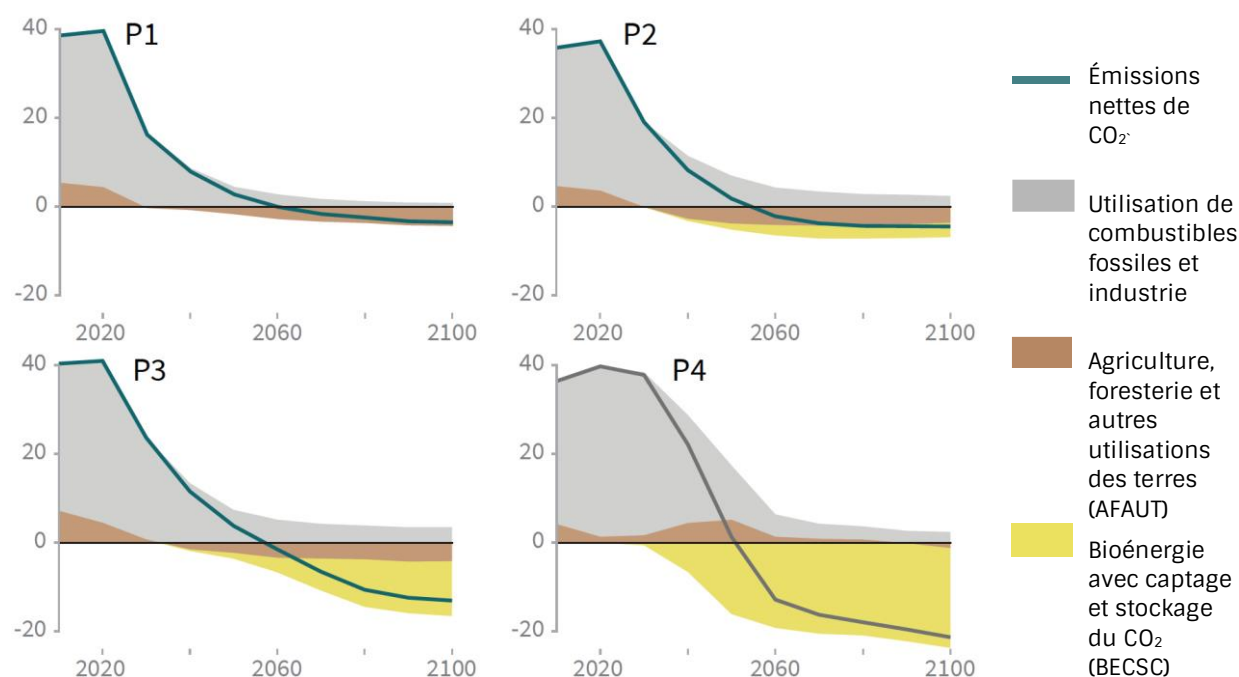 40
20
0
-20
P1
2020
2060
2100
40
20
0
-20
P2
2020
2060
2100
40
20
0
-20
P3
2020
2060
2100
40
20
0
-20
P4
2020
2060
2100
Émissions
nettes de
CO₂`
Utilisation de
combustibles
fossiles et
industrie
Agriculture,
foresterie et
autres
utilisations
des terres
(AFAUT)
Bioénergie
avec captage
et stockage
du CO₂
(BECSC)